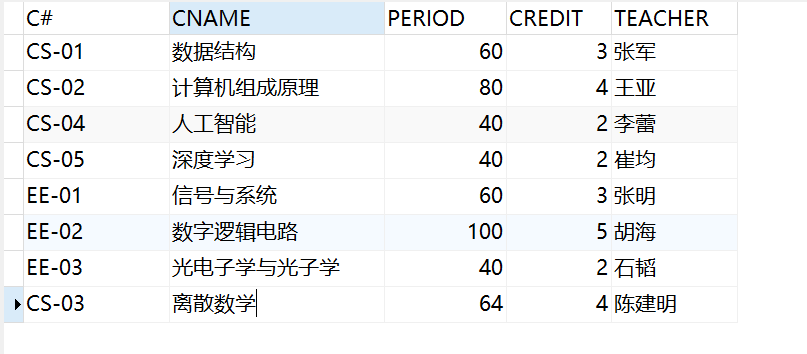 C# CNAME PERIOD CREDIT TEACHER
CS-01 数据结构 60 3 张军
CS-02 计算机组成原理 80 4 王亚
CS-04 人工智能 40 2 李蕾
CS-05 深度学习 40 2 崔均
EE-01 信号与系统 60 3 张明
EE-02 数字逻辑电路 100 5 胡海
EE-03 光电子学与光子学 40 2 石韬
CS-03 离散数学 64 4 陈建明